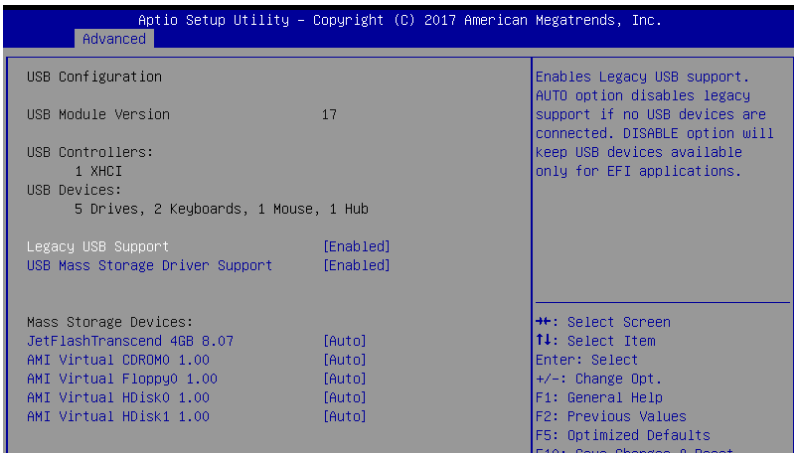 Aptio Setup Utility – Copyright (C) 2017 American Megatrends, Inc.
Advanced
USB Configuration
USB Module Version 17
USB Controllers:
1 XHCI
USB Devices:
5 Drives, 2 Keyboards, 1 Mouse, 1 Hub
Legacy USB Support [Enabled]
USB Mass Storage Driver Support [Enabled]
Mass Storage Devices:
JetFlashTranscend 4GB 8.07 [Auto]
AMI Virtual CDROM0 1.00 [Auto]
AMI Virtual Floppy0 1.00 [Auto]
AMI Virtual HDisk0 1.00 [Auto]
AMI Virtual HDisk1 1.00 [Auto]
Enables Legacy USB support.
AUTO option disables legacy
support if no USB devices are
connected. DISABLE option will
keep USB devices available
only for EFI applications.
→←: Select Screen
↑↓: Select Item
Enter: Select
+/-: Change Opt.
F1: General Help
F2: Previous Values
F5: Optimized Defaults
F10: Save Changes & Reset